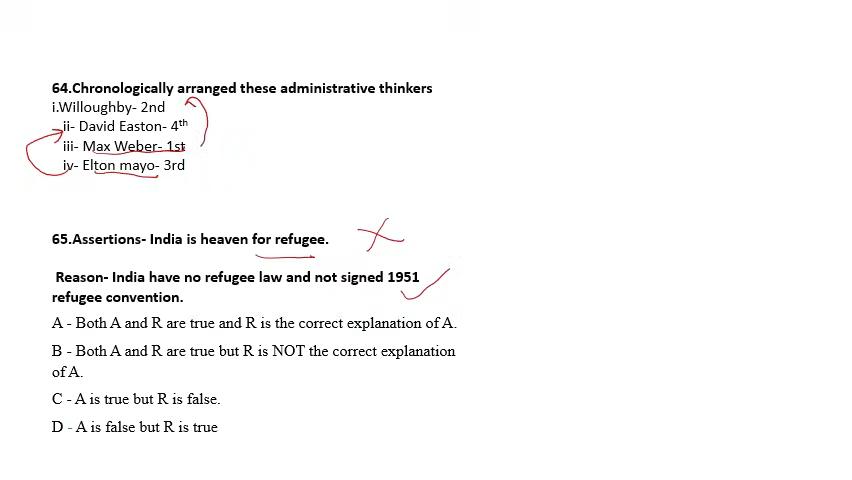 64.Chronologically arranged these administrative thinkers
i.Willoughby- 2nd
ii- David Easton- 4th
iii- Max Weber- 1st
iv- Elton mayo- 3rd
65.Assertions- India is heaven for refugee.
Reason- India have no refugee law and not signed 1951
refugee convention.
A - Both A and R are true and R is the correct explanation of A.
B - Both A and R are true but R is NOT the correct explanation
of A.
C - A is true but R is false.
D - A is false but R is true